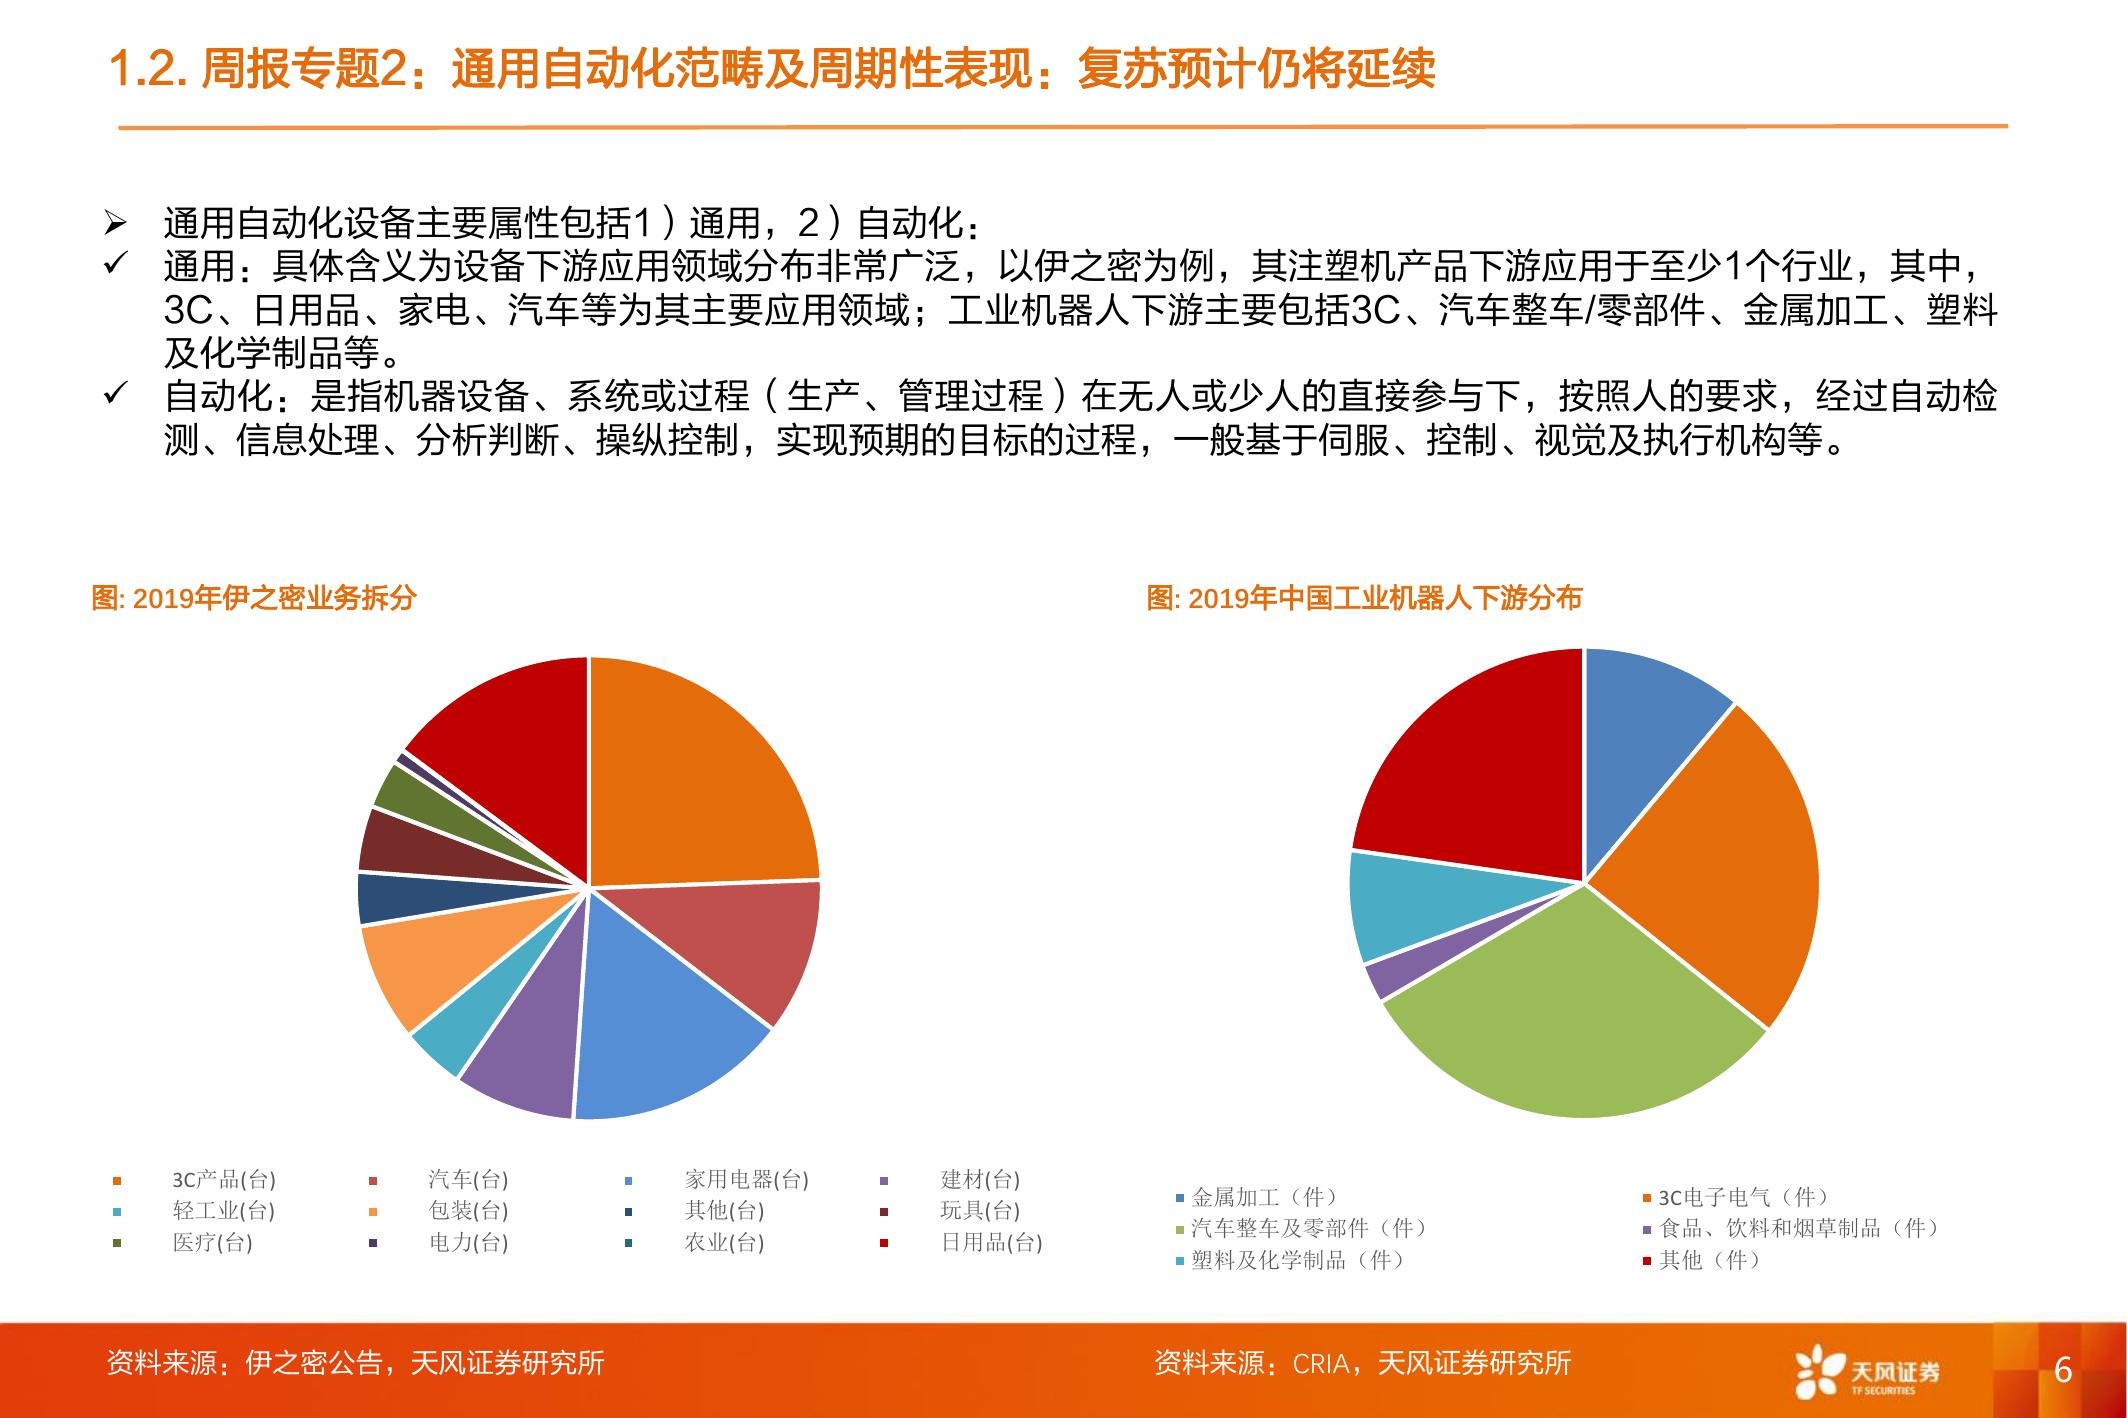 1.2. 周报专题2：通用自动化范畴及周期性表现：复苏预计仍将延续
➢ 通用自动化设备主要属性包括1）通用，2）自动化：
✓ 通用：具体含义为设备下游应用领域分布非常广泛，以伊之密为例，其注塑机产品下游应用于至少1个行业，其中，
3C、日用品、家电、汽车等为其主要应用领域；工业机器人下游主要包括3C、汽车整车/零部件、金属加工、塑料
及化学制品等。
✓ 自动化：是指机器设备、系统或过程（生产、管理过程）在无人或少人的直接参与下，按照人的要求，经过自动检
测、信息处理、分析判断、操纵控制，实现预期的目标的过程，一般基于伺服、控制、视觉及执行机构等。
图: 2019年伊之密业务拆分
3C产品(台) 汽车(台) 家用电器(台) 建材(台)
轻工业(台) 包装(台) 其他(台) 玩具(台)
医疗(台) 电力(台) 农业(台) 日用品(台)
图: 2019年中国工业机器人下游分布
金属加工（件） 3C电子电气（件）
汽车整车及零部件（件） 食品、饮料和烟草制品（件）
塑料及化学制品（件） 其他（件）
资料来源：伊之密公告，天风证券研究所
资料来源：CRIA，天风证券研究所
天风证券
TF SECURITIES
6